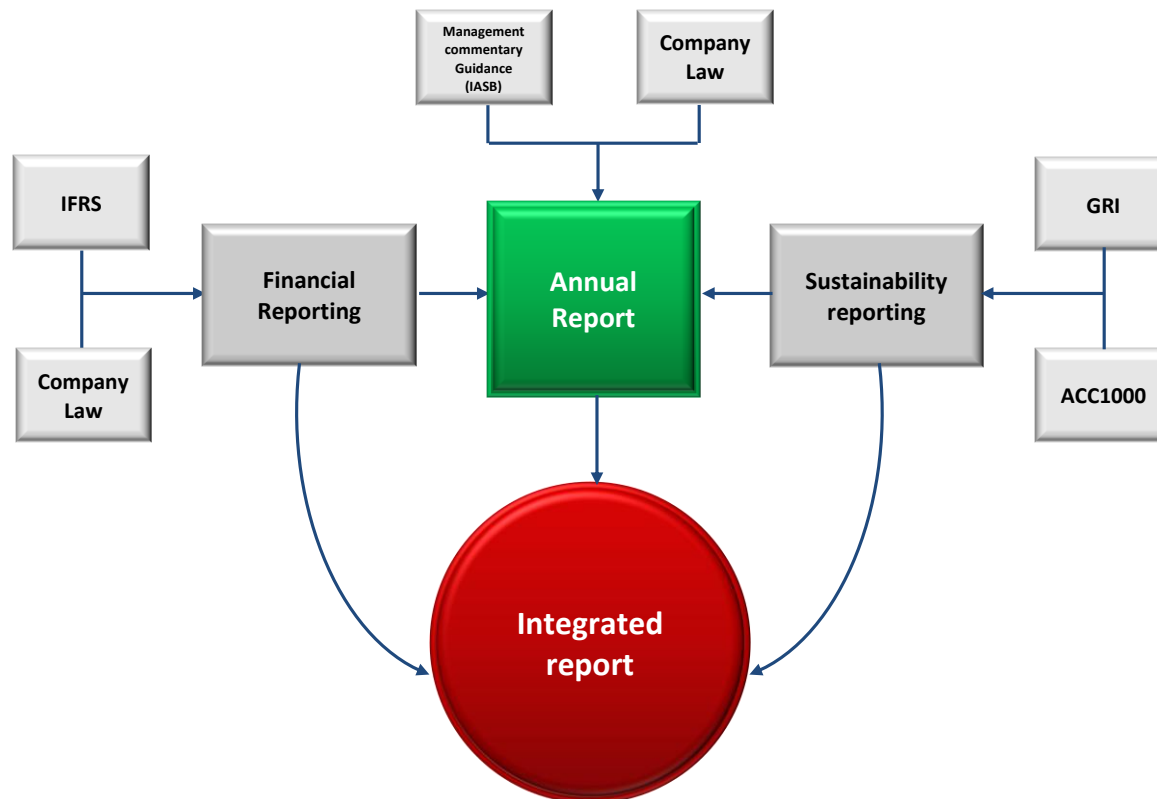 Management
commentary
Guidance
(IASB)
Company
Law
IFRS
Financial
Reporting
Company
Law
Annual
Report
Sustainability
reporting
GRI
ACC1000
Integrated
report